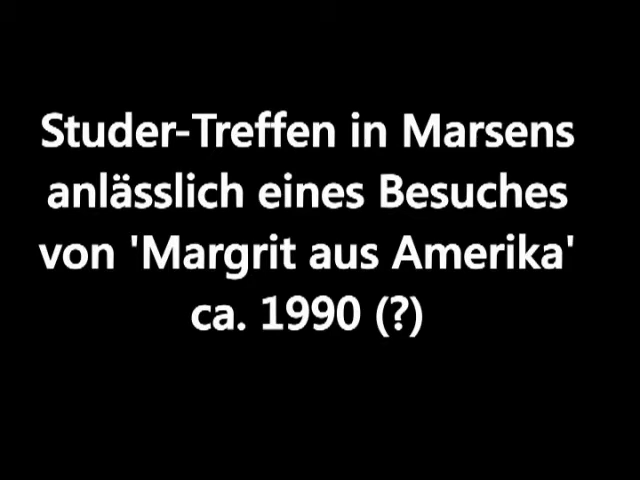 Studer-Treffen in Marsens
anlässlich eines Besuches
von 'Margrit aus Amerika'
ca. 1990 (?)